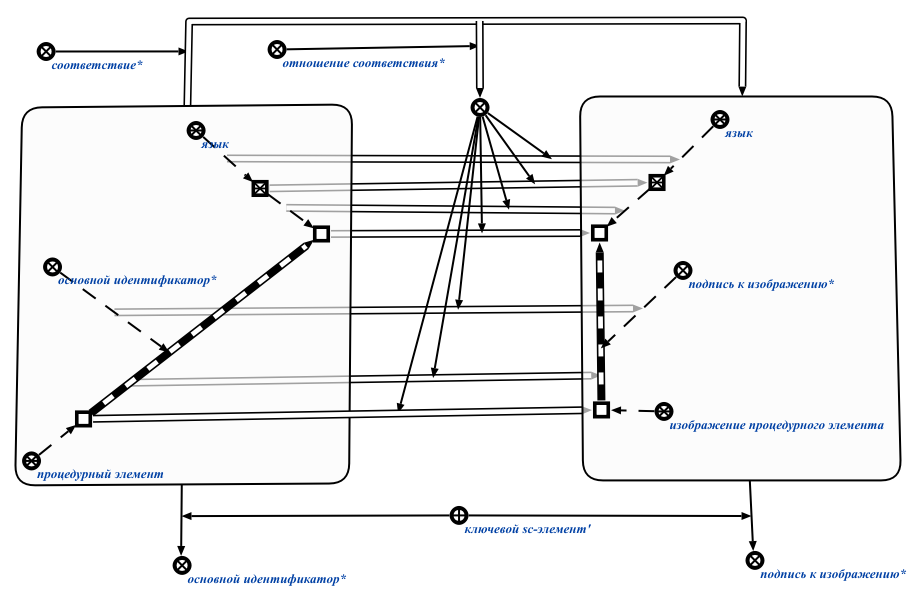 соответствие*
отношение соответствия*
язык
язык
основной идентификатор*
подпись к изображению*
изображение процедурного элемента
процедурный элемент
ключевой sc-элемент'
основной идентификатор*
подпись к изображению*